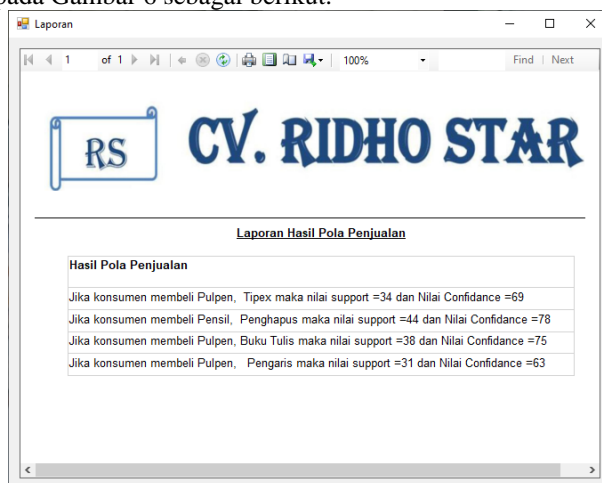 pada Gambar 6 sebagai berikut:
Laporan
1 of 1 100% Find | Next
RS CV. RIDHO STAR
Laporan Hasil Pola Penjualan
Hasil Pola Penjualan
Jika konsumen membeli Pulpen, Tipex maka nilai support =34 dan Nilai Confidance =69
Jika konsumen membeli Pensil, Penghapus maka nilai support =44 dan Nilai Confidance =78
Jika konsumen membeli Pulpen, Buku Tulis maka nilai support =38 dan Nilai Confidance =75
Jika konsumen membeli Pulpen, Pengaris maka nilai support =31 dan Nilai Confidance =63